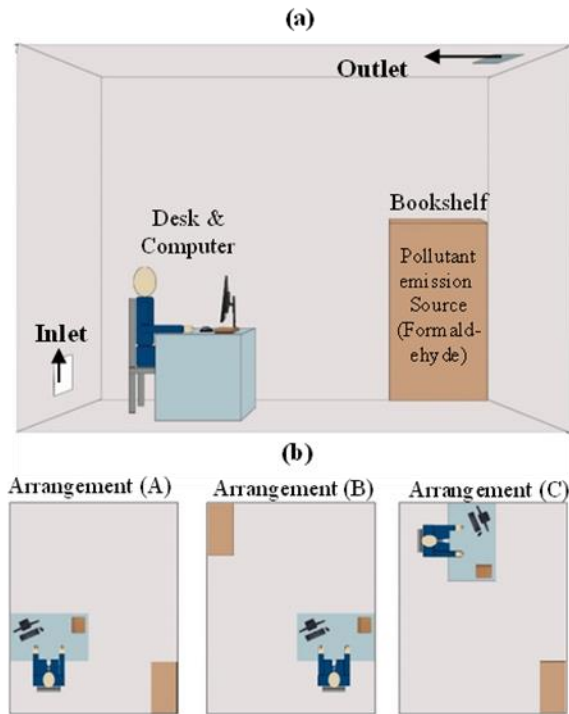 (a)
Outlet
Bookshelf
Desk &
Computer
Pollutant
emission
Source
(Formald-
ehyde)
Inlet
(b)
Arrangement (A)
Arrangement (B)
Arrangement (C)